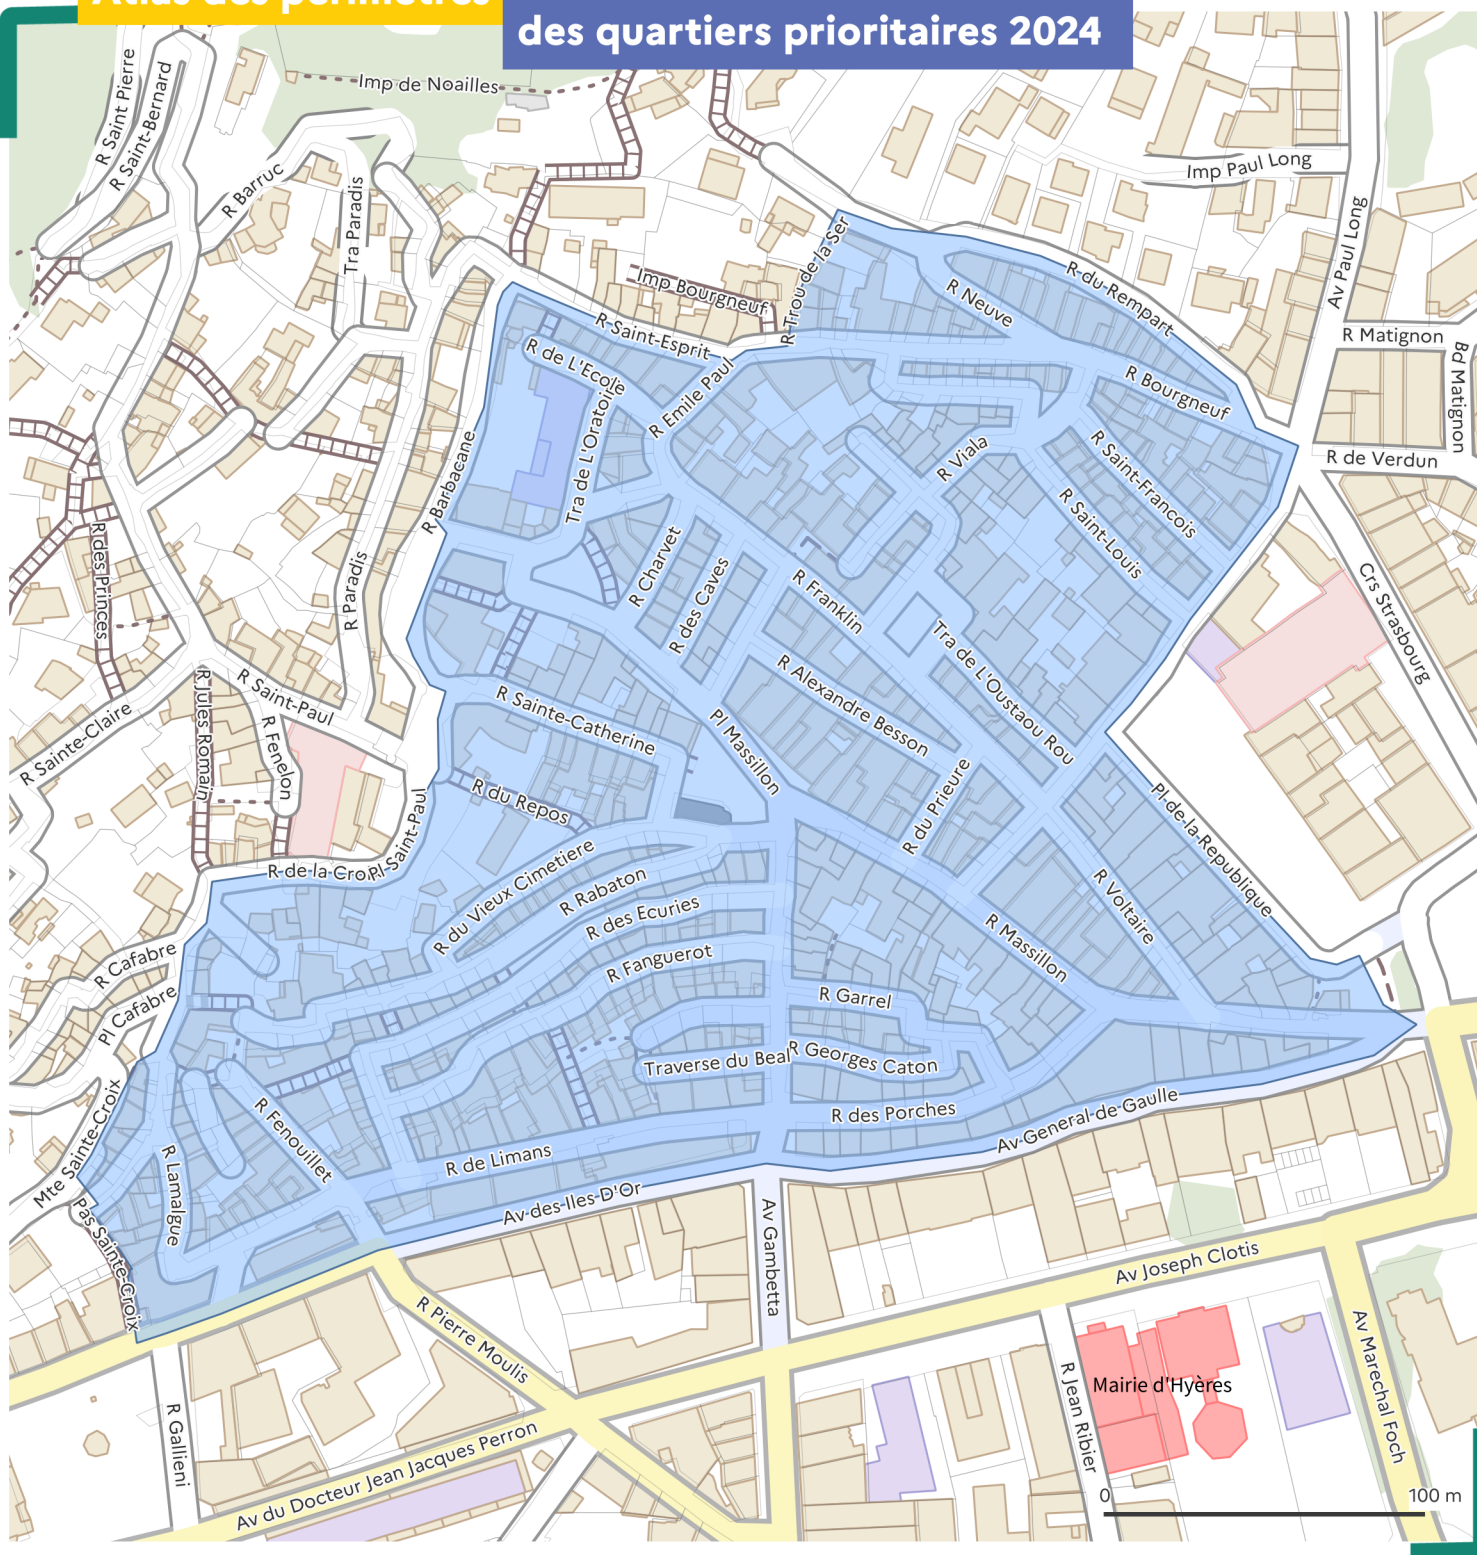 Atlas des périmètres
des quartiers prioritaires 2024
Imp de Noailles
R Saint Pierre
R Saint-Bernard
R Barruc
Tra Paradis
Imp Paul Long
Av Paul Long
Imp Bourgneuf
R Trou de la Ser
R du Rempart
R Neuve
R Saint-Esprit
R de L'Ecole
R Emile Paul
R Bourgneuf
R Matignon
Bd Matignon
R de Verdun
Tra de L'Oratoire
R Barbacane
R Viala
R Saint-Francois
R Saint-Louis
R des Princes
R Paradis
R Charvet
R des Caves
R Franklin
Crs Strasbourg
Tra de L'Oustaou Rou
R Alexandre Besson
R Saint-Paul
R Sainte-Claire
R Jules Romain
R Fenelon
R Sainte-Catherine
Pl Massillon
R du Repos
R du Prieure
Pl de la Republique
Pl Saint-Paul
R de la Croi
R du Vieux Cimetiere
R Rabaton
R des Ecuries
R Voltaire
R Massillon
R Fanguerot
R Cafabre
Pl Cafabre
R Garrel
Traverse du Beal
R Georges Caton
R des Porches
Av General de Gaulle
Mte Sainte-Croix
R Fenouillet
R Lamalgue
R de Limans
Av des Iles D'Or
Pas Sainte-Croix
Av Gambetta
Av Joseph Clotis
R Pierre Moulis
R Gallieni
Av du Docteur Jean Jacques Perron
R Jean Ribier
Mairie d'Hyères
Av Marechal Foch
0 100 m